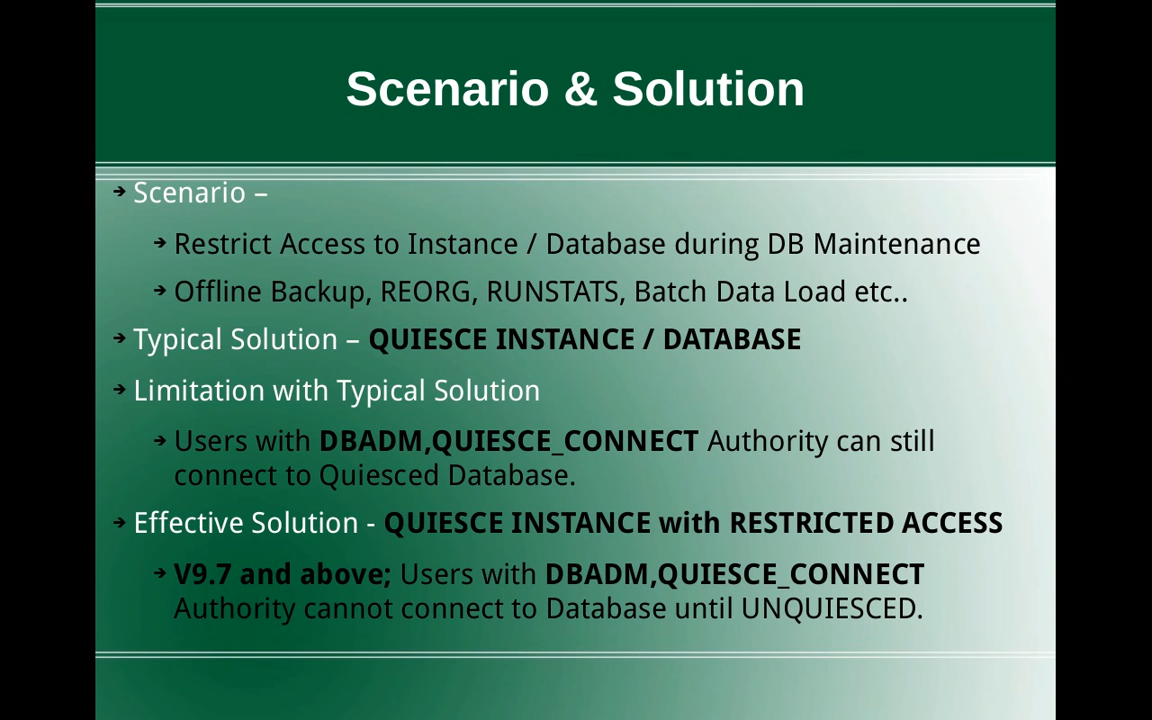 Scenario & Solution
➔ Scenario –
➔ Restrict Access to Instance / Database during DB Maintenance
➔ Offline Backup, REORG, RUNSTATS, Batch Data Load etc..
➔ Typical Solution – QUIESCE INSTANCE / DATABASE
➔ Limitation with Typical Solution
➔ Users with DBADM,QUIESCE_CONNECT Authority can still
connect to Quiesced Database.
➔ Effective Solution - QUIESCE INSTANCE with RESTRICTED ACCESS
➔ V9.7 and above; Users with DBADM,QUIESCE_CONNECT
Authority cannot connect to Database until UNQUIESCED.